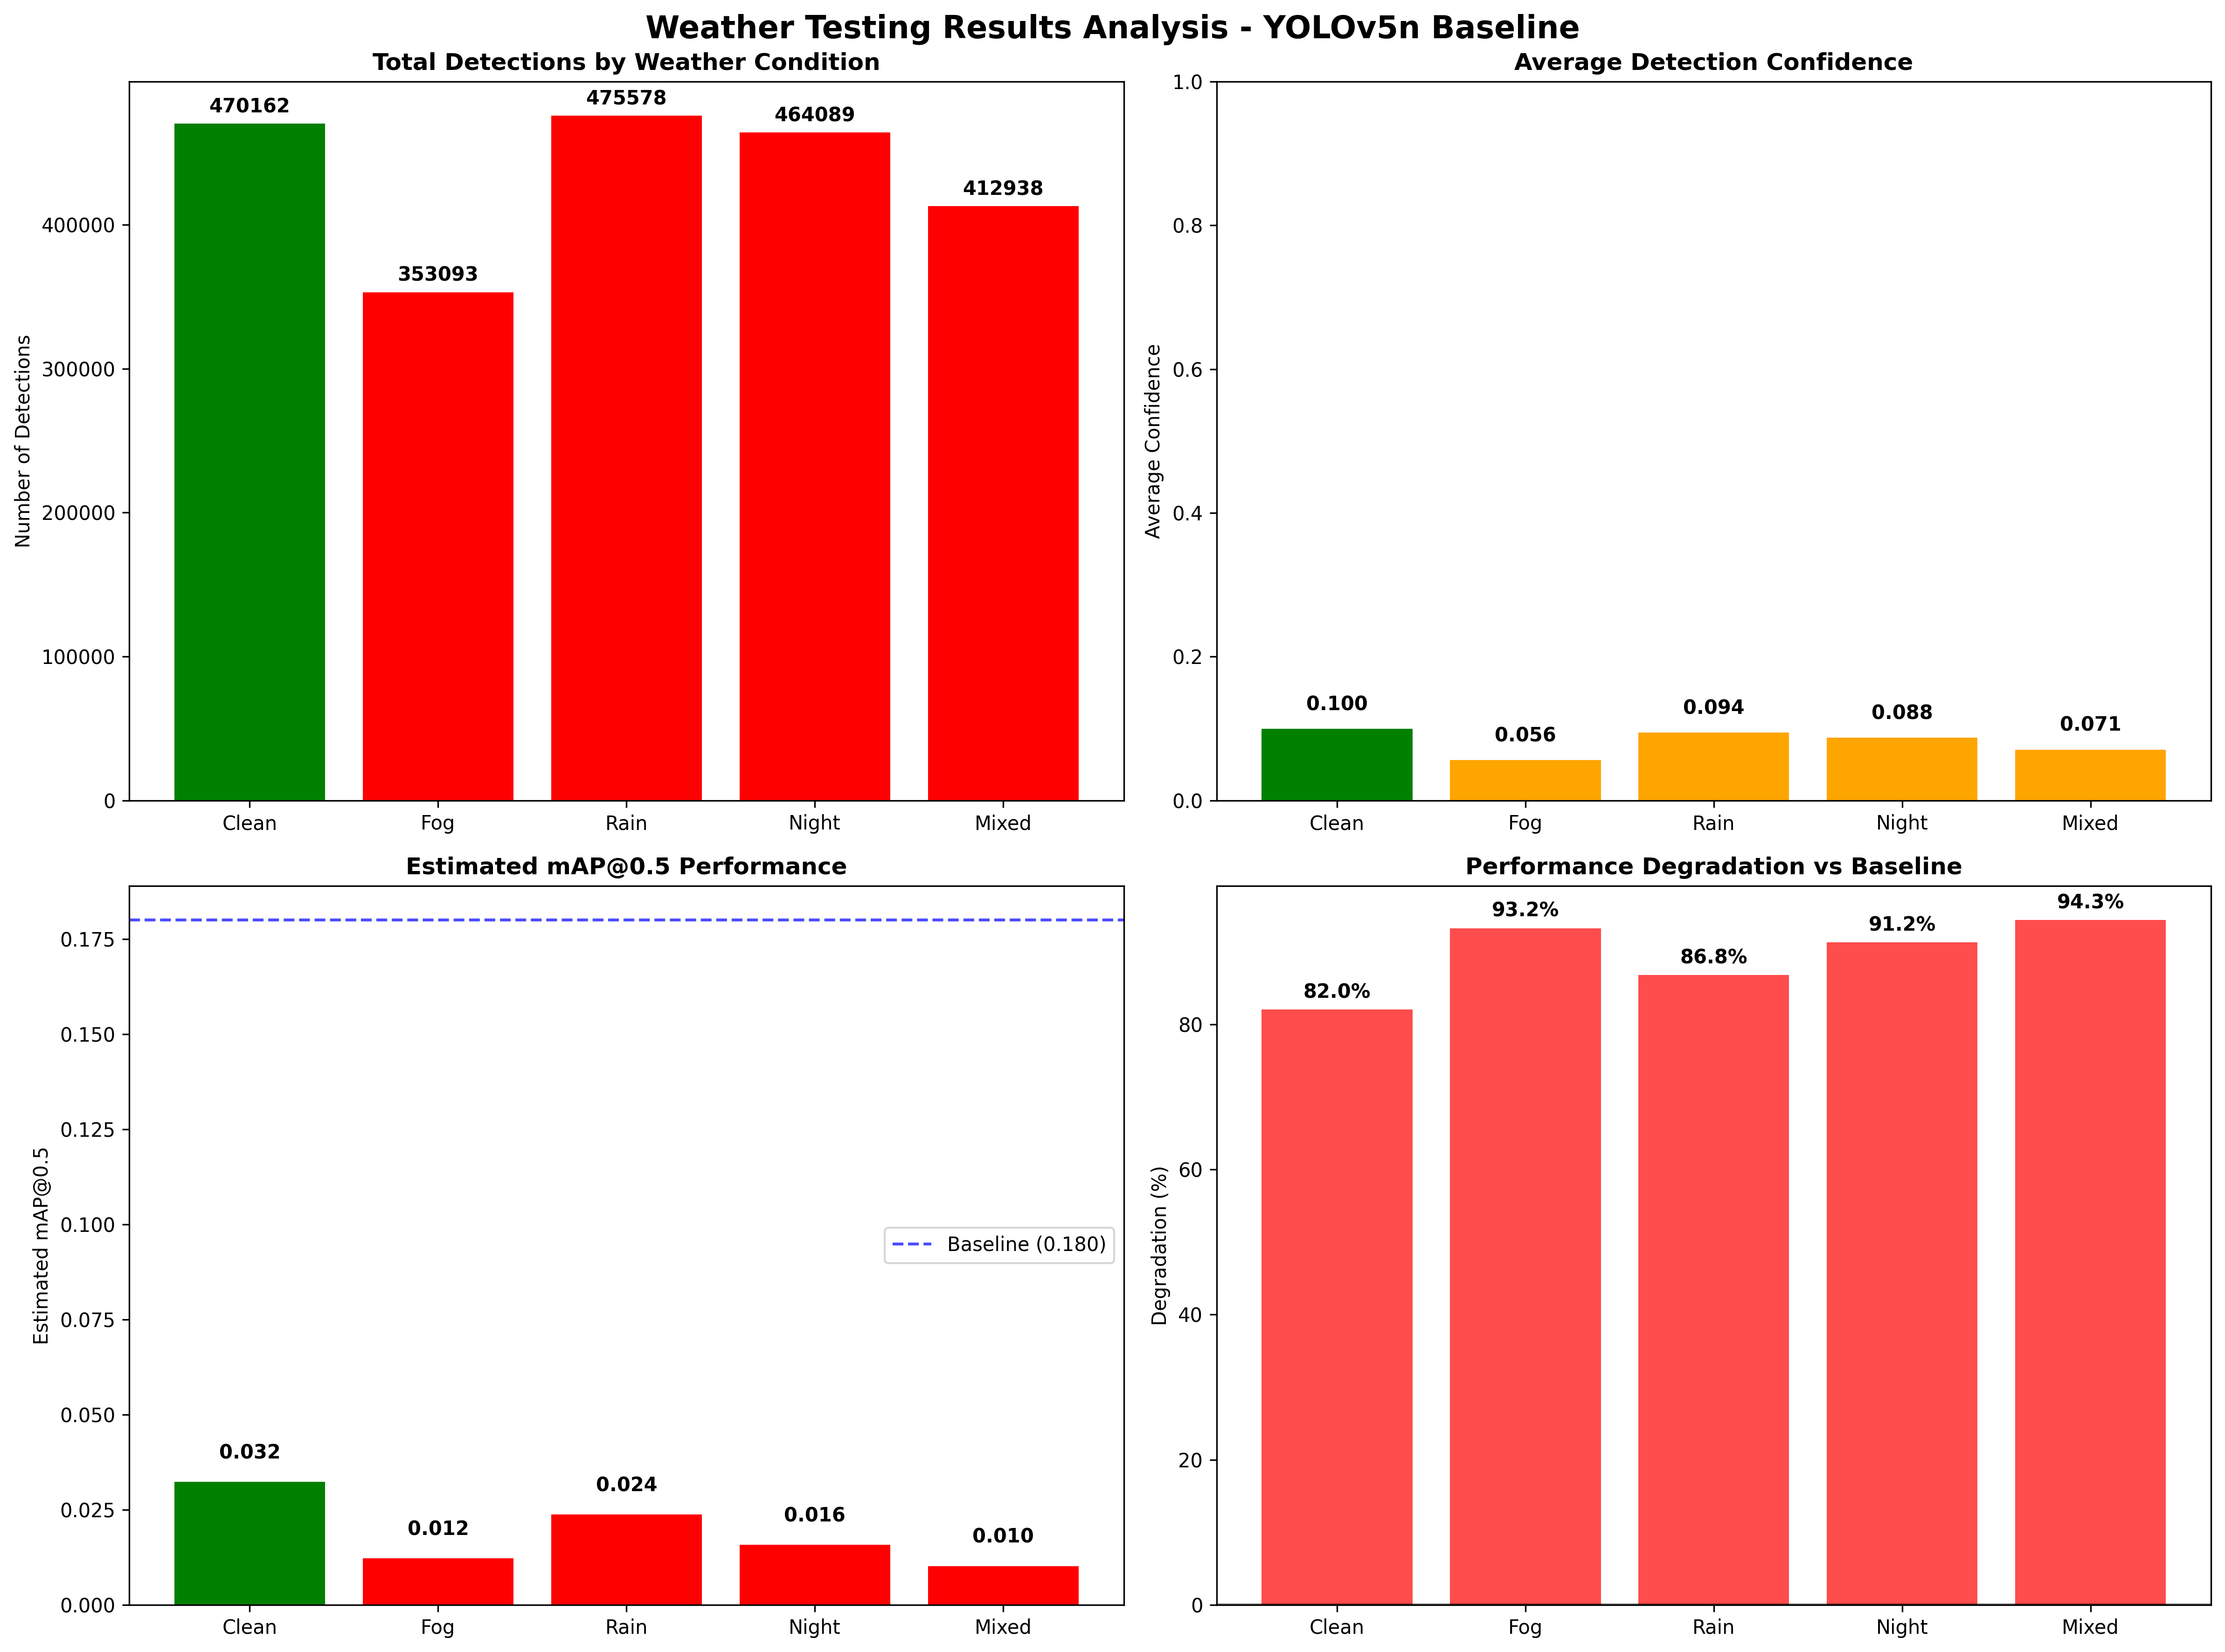 Weather Testing Results Analysis - YOLOv5n Baseline
Total Detections by Weather Condition
Number of Detections
400000
300000
200000
100000
0
470162
353093
475578
464089
412938
Clean
Fog
Rain
Night
Mixed
Average Detection Confidence
Average Confidence
1.0
0.8
0.6
0.4
0.2
0.0
0.100
0.056
0.094
0.088
0.071
Clean
Fog
Rain
Night
Mixed
Estimated mAP@0.5 Performance
Estimated mAP@0.5
0.175
0.150
0.125
0.100
0.075
0.050
0.025
0.000
Baseline (0.180)
0.032
0.012
0.024
0.016
0.010
Clean
Fog
Rain
Night
Mixed
Performance Degradation vs Baseline
Degradation (%)
80
60
40
20
0
82.0%
93.2%
86.8%
91.2%
94.3%
Clean
Fog
Rain
Night
Mixed